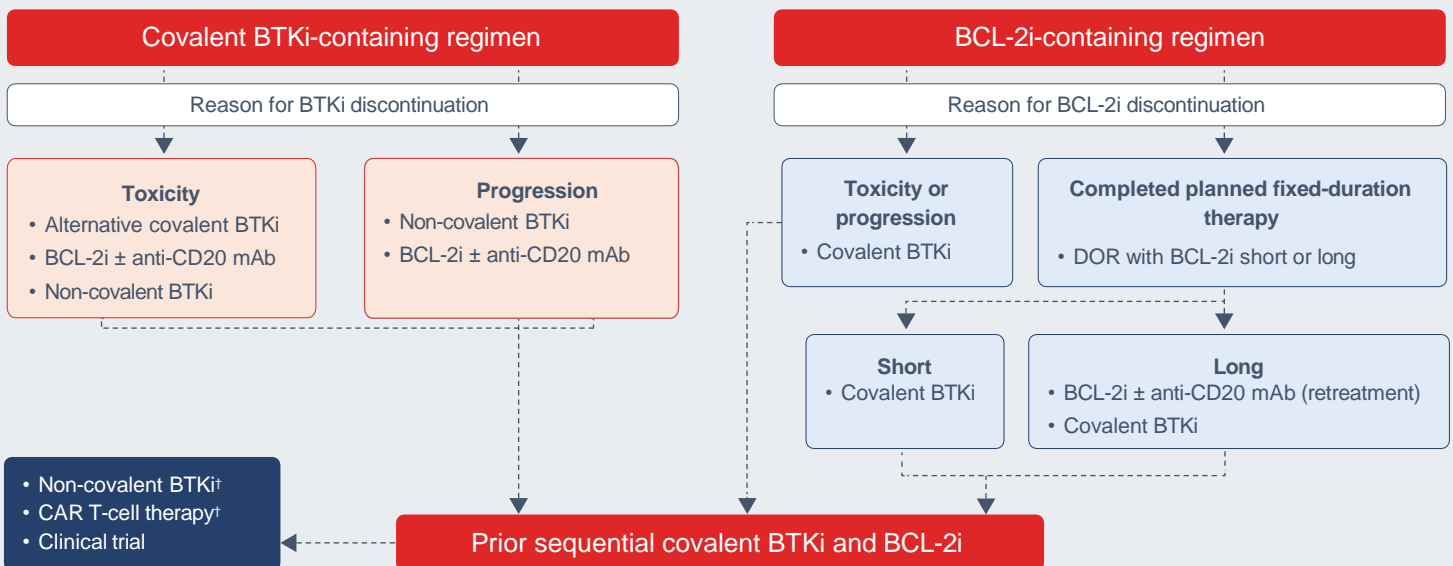 Covalent BTKi-containing regimen
Reason for BTKi discontinuation
Toxicity
• Alternative covalent BTKi
• BCL-2i ± anti-CD20 mAb
• Non-covalent BTKi
Progression
• Non-covalent BTKi
• BCL-2i ± anti-CD20 mAb
BCL-2i-containing regimen
Reason for BCL-2i discontinuation
Toxicity or
progression
• Covalent BTKi
Completed planned fixed-duration
therapy
• DOR with BCL-2i short or long
Short
• Covalent BTKi
Long
• BCL-2i ± anti-CD20 mAb (retreatment)
• Covalent BTKi
Prior sequential covalent BTKi and BCL-2i
• Non-covalent BTKi†
• CAR T-cell therapy†
• Clinical trial